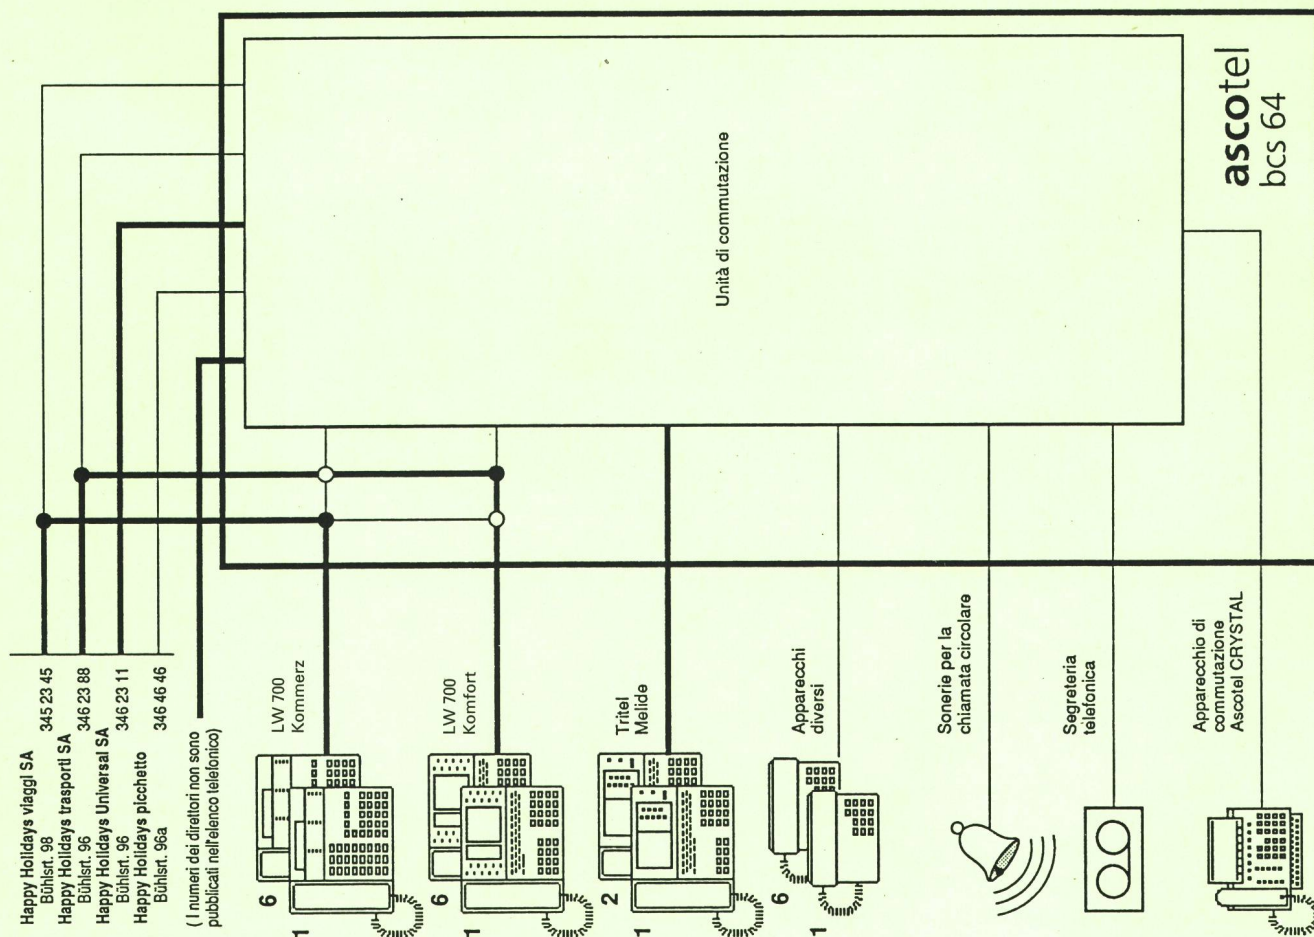 Happy Holidays viaggi SA
Bühlsrt. 98 345 23 45
Happy Holidays trasporti SA
Bühlsrt. 96 346 23 88
Happy Holidays Universal SA
Bühlsrt. 96 346 23 11
Happy Holidays picchetto
Bühlsrt. 96a 346 46 46
( I numeri dei direttori non sono
pubblicati nell'elenco telefonico)
6
1
LW 700
Kommerz
6
1
LW 700
Komfort
2
1
Tritel
Melide
6
1
Apparecchi
diversi
Sonerie per la
chiamata circolare
Segreteria
telefonica
Apparecchio di
commutazione
Ascotel CRYSTAL
Unità di commutazione
ascotel
bcs 64